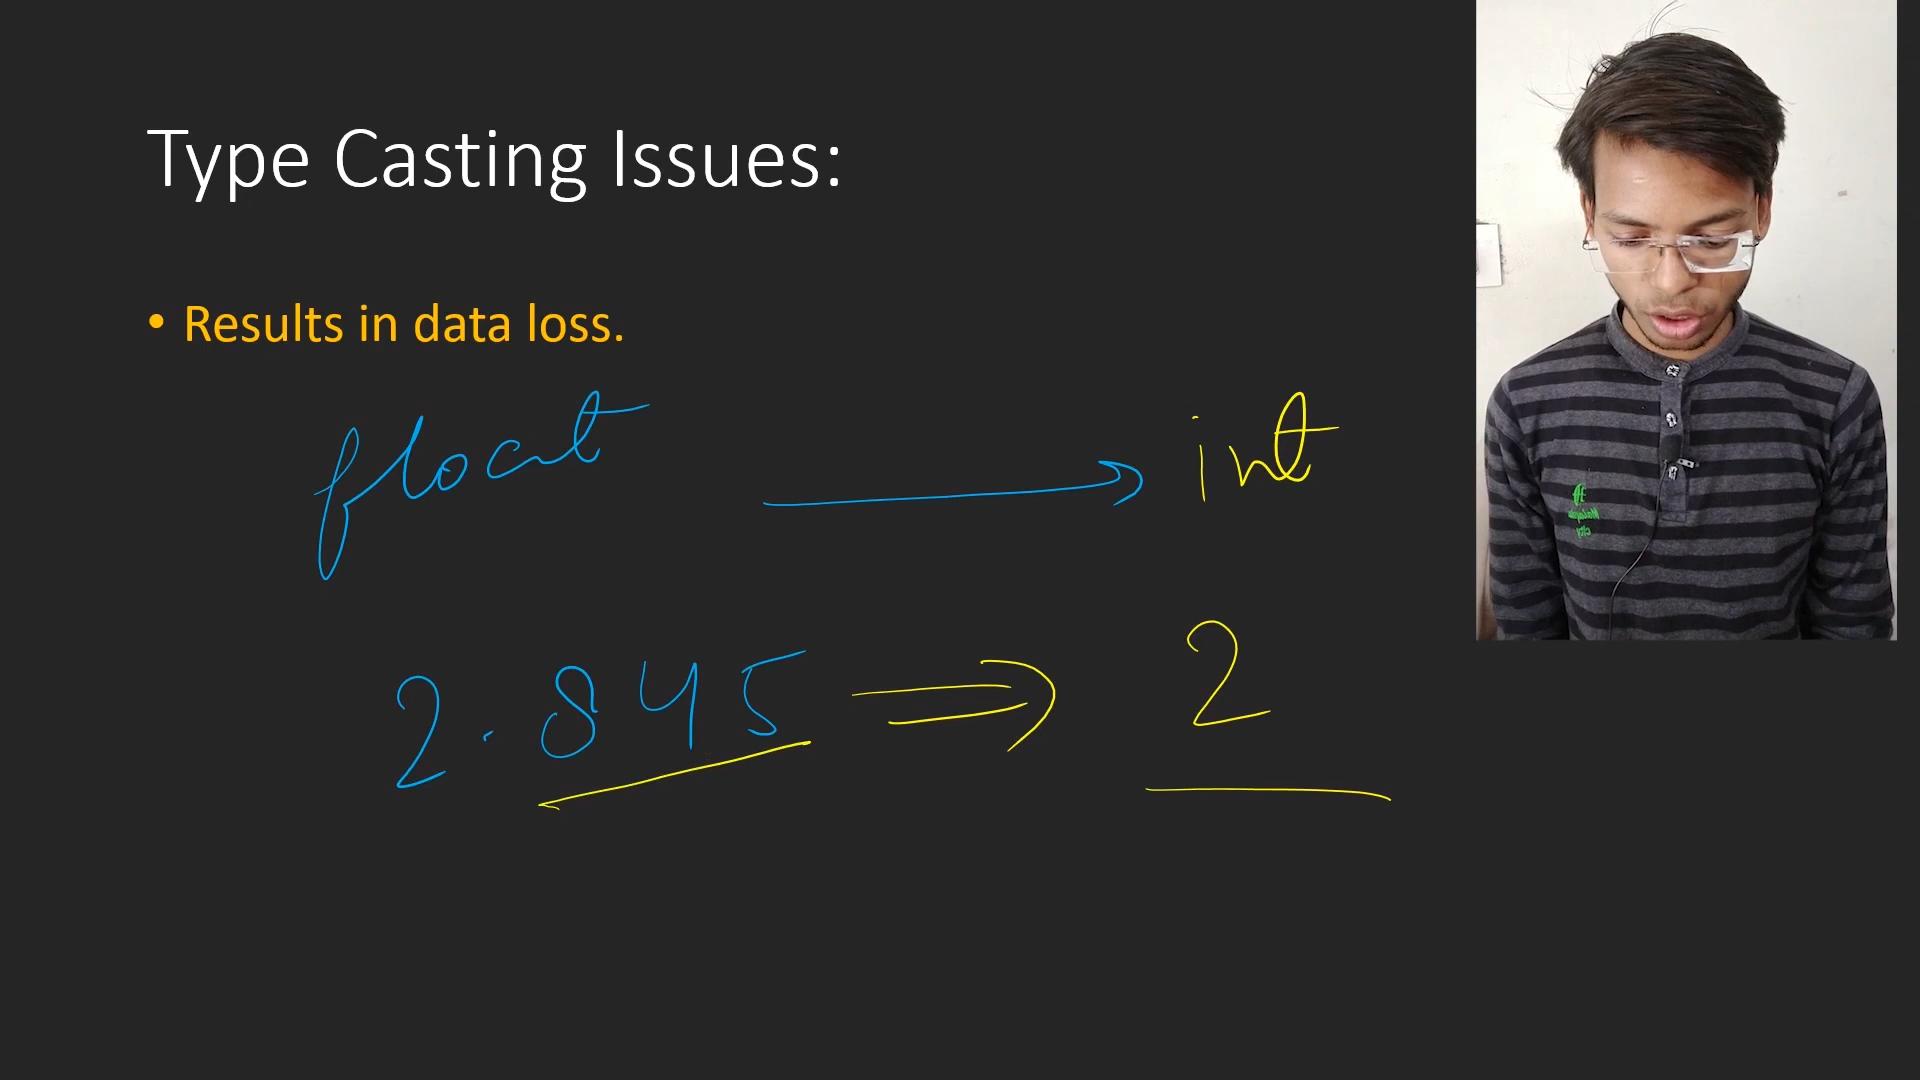 Type Casting Issues:
• Results in data loss.
float → int
2.845 ⇒ 2